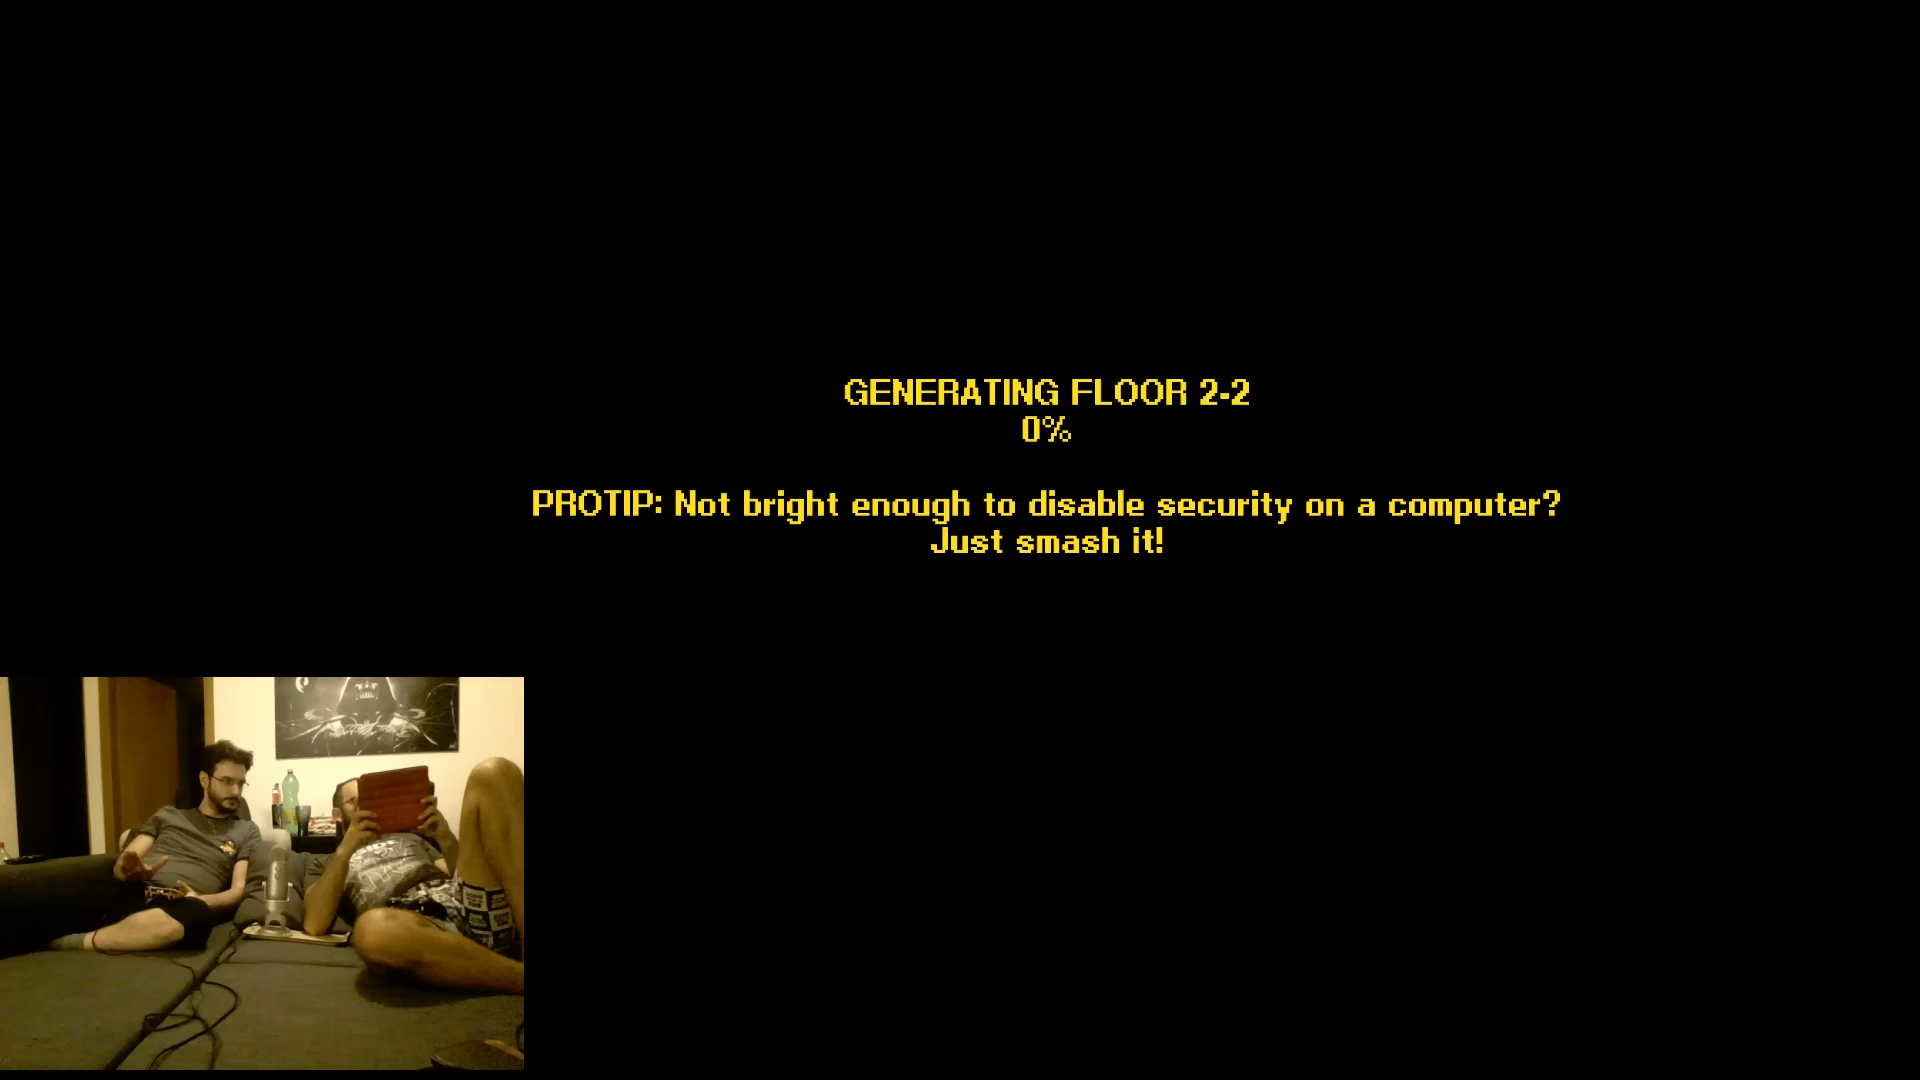 GENERATING FLOOR 2-2
0%
PROTIP: Not bright enough to disable security on a computer?
Just smash it!